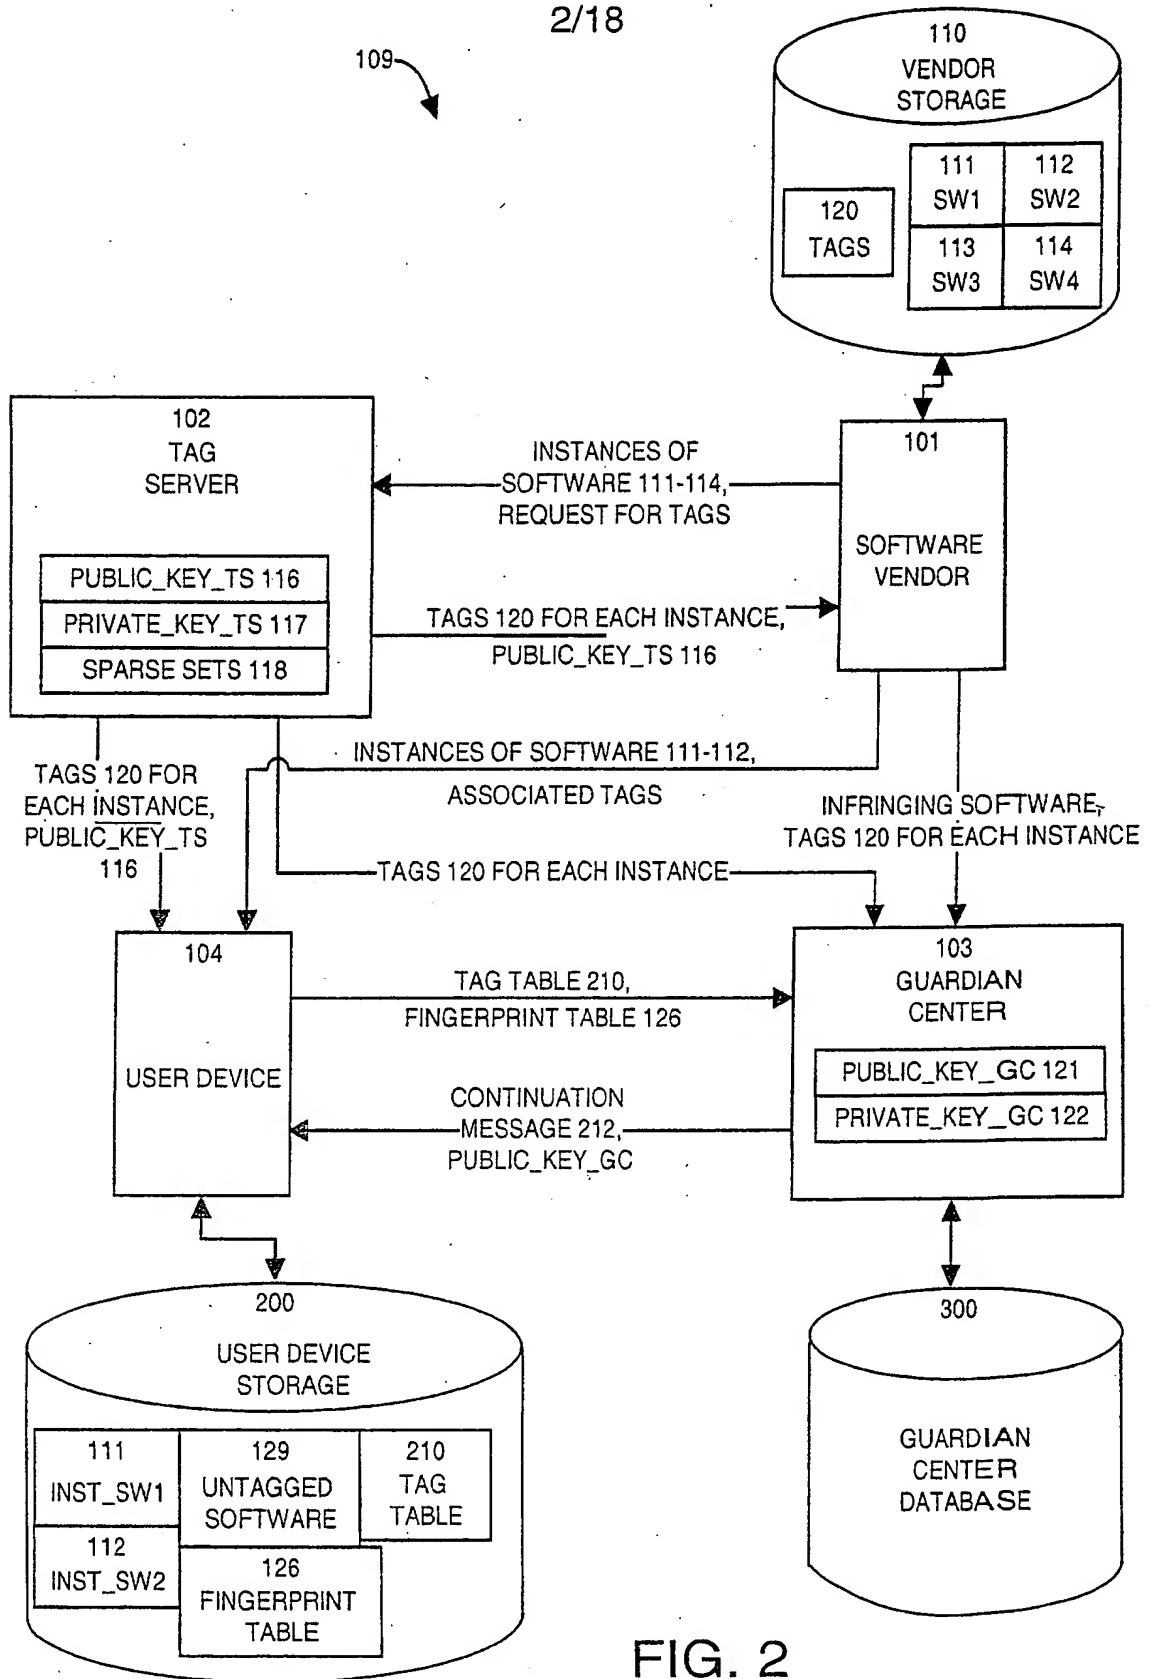 2/18
109
110
VENDOR
STORAGE
120
TAGS
111
SW1
112
SW2
113
SW3
114
SW4
102
TAG
SERVER
PUBLIC_KEY_TS 116
PRIVATE_KEY_TS 117
SPARSE SETS 118
INSTANCES OF
SOFTWARE 111-114,
REQUEST FOR TAGS
101
SOFTWARE
VENDOR
TAGS 120 FOR EACH INSTANCE,
PUBLIC_KEY_TS 116
TAGS 120 FOR
EACH INSTANCE,
PUBLIC_KEY_TS
116
INSTANCES OF SOFTWARE 111-112,
ASSOCIATED TAGS
INFRINGING SOFTWARE,
TAGS 120 FOR EACH INSTANCE
TAGS 120 FOR EACH INSTANCE
104
USER DEVICE
TAG TABLE 210,
FINGERPRINT TABLE 126
CONTINUATION
MESSAGE 212,
PUBLIC_KEY_GC
103
GUARDIAN
CENTER
PUBLIC_KEY_GC 121
PRIVATE_KEY_GC 122
200
USER DEVICE
STORAGE
111
INST_SW1
112
INST_SW2
129
UNTAGGED
SOFTWARE
210
TAG
TABLE
126
FINGERPRINT
TABLE
300
GUARDIAN
CENTER
DATABASE
FIG. 2